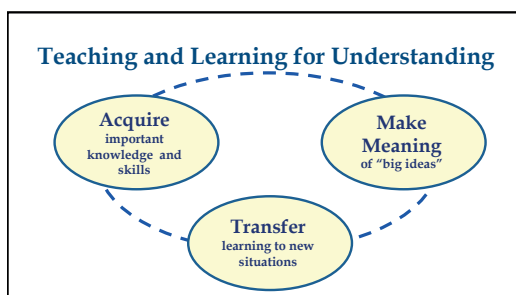 Teaching and Learning for Understanding
Acquire
important
knowledge and
skills
Make
Meaning
of “big ideas”
Transfer
learning to new
situations